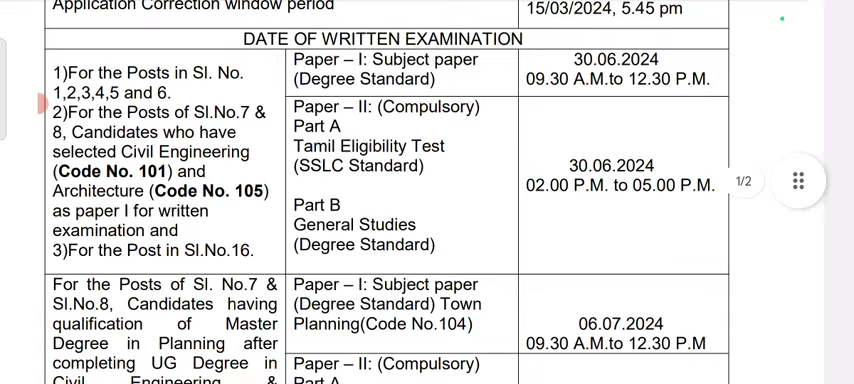 Application Correction window period
15/03/2024, 5.45 pm
DATE OF WRITTEN EXAMINATION
1)For the Posts in Sl. No.
1,2,3,4,5 and 6.
2)For the Posts of Sl.No.7 &
8, Candidates who have
selected Civil Engineering
(Code No. 101) and
Architecture (Code No. 105)
as paper I for written
examination and
3)For the Post in Sl.No.16.
Paper – I: Subject paper
(Degree Standard)
30.06.2024
09.30 A.M.to 12.30 P.M.
Paper – II: (Compulsory)
Part A
Tamil Eligibility Test
(SSLC Standard)
Part B
General Studies
(Degree Standard)
30.06.2024
02.00 P.M. to 05.00 P.M.
1/2
For the Posts of Sl. No.7 &
Sl.No.8, Candidates having
qualification of Master
Degree in Planning after
completing UG Degree in
Civil Engineering &
Paper – I: Subject paper
(Degree Standard) Town
Planning(Code No.104)
06.07.2024
09.30 A.M.to 12.30 P.M
Paper – II: (Compulsory)
Part A